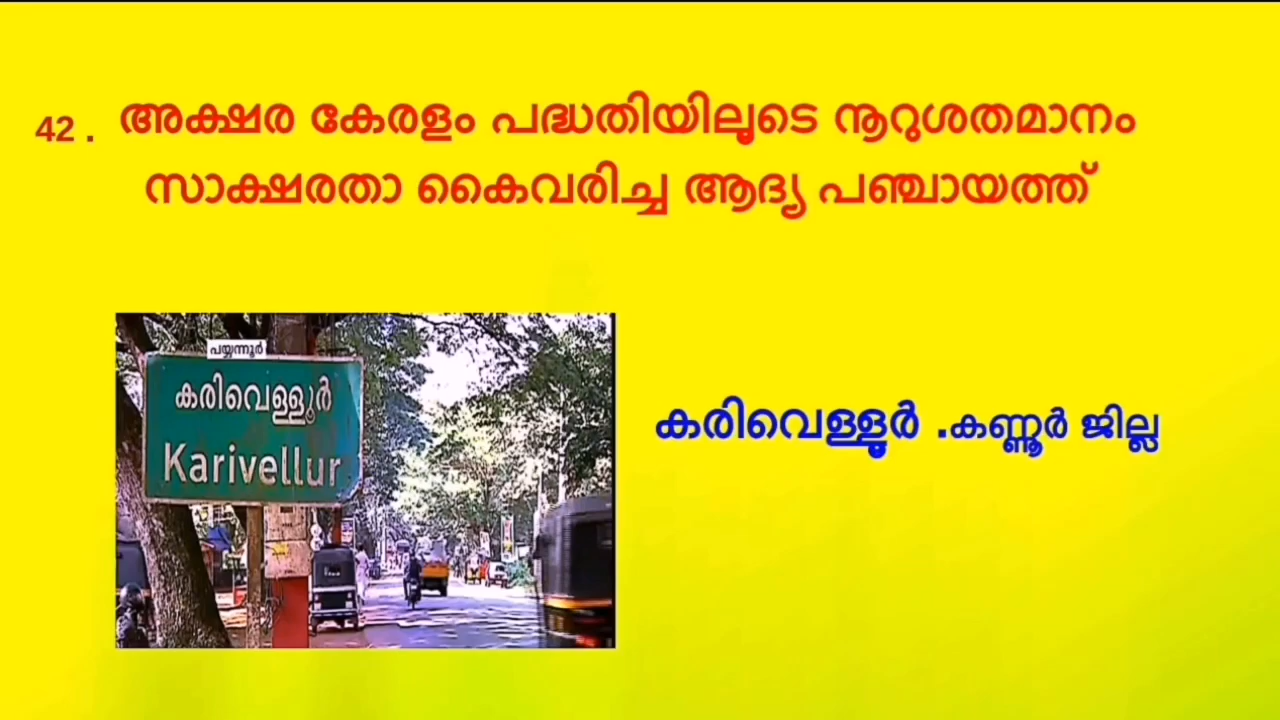 42 . അക്ഷര കേരളം പദ്ധതിയിലൂടെ നൂറുശതമാനം
സാക്ഷരതാ കൈവരിച്ച ആദ്യ പഞ്ചായത്ത്
പയ്യന്നൂർ
കരിവെള്ളൂർ
Karivellur
കരിവെള്ളൂർ .കണ്ണൂർ ജില്ല